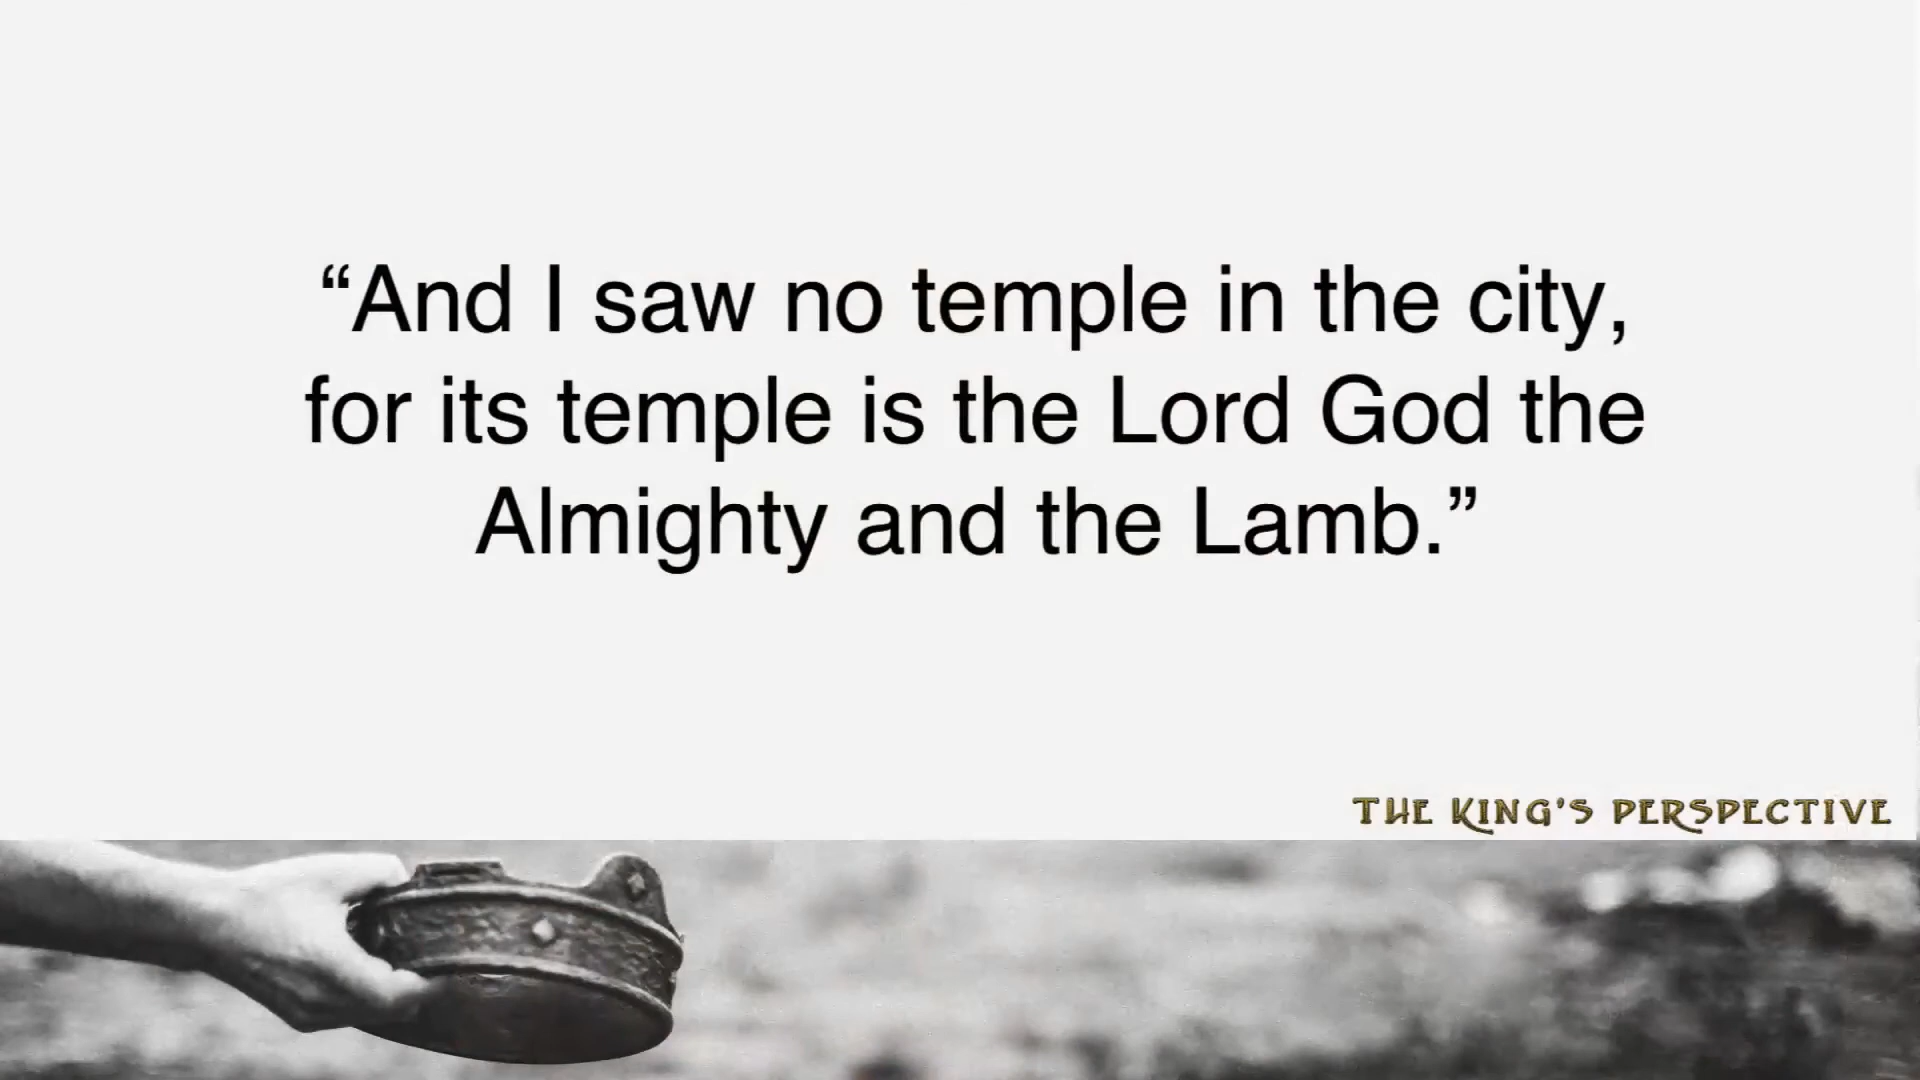 “And I saw no temple in the city,
for its temple is the Lord God the
Almighty and the Lamb.”
THE KING'S PERSPECTIVE